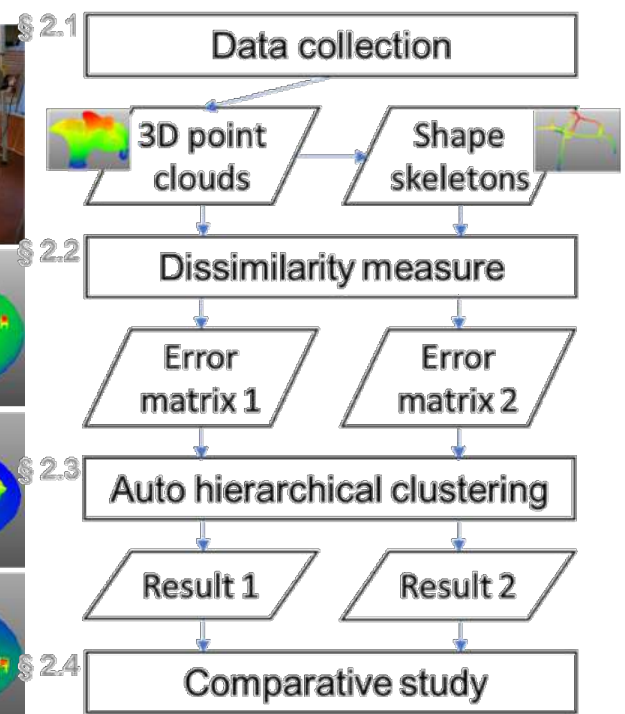 § 2.1
Data collection
3D point
clouds
Shape
skeletons
§ 2.2
Dissimilarity measure
Error
matrix 1
Error
matrix 2
§ 2.3
Auto hierarchical clustering
Result 1
Result 2
§ 2.4
Comparative study